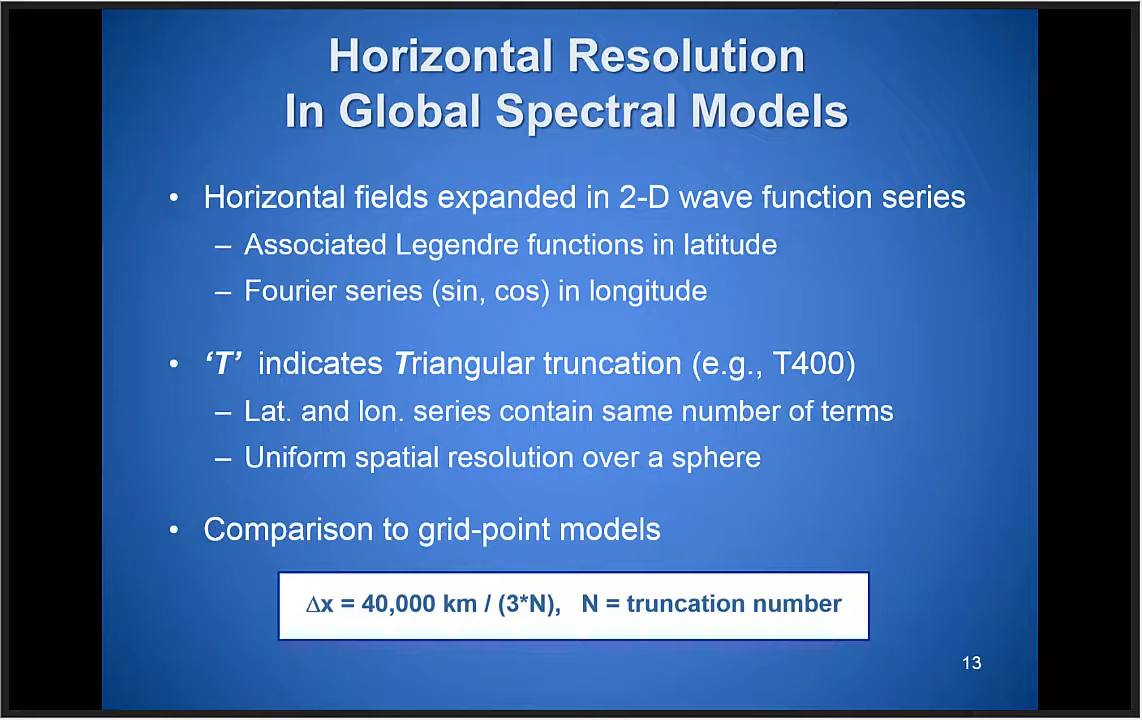 Horizontal Resolution
In Global Spectral Models
• Horizontal fields expanded in 2-D wave function series
– Associated Legendre functions in latitude
– Fourier series (sin, cos) in longitude
• ‘T’ indicates Triangular truncation (e.g., T400)
– Lat. and lon. series contain same number of terms
– Uniform spatial resolution over a sphere
• Comparison to grid-point models
Δx = 40,000 km / (3*N), N = truncation number
13